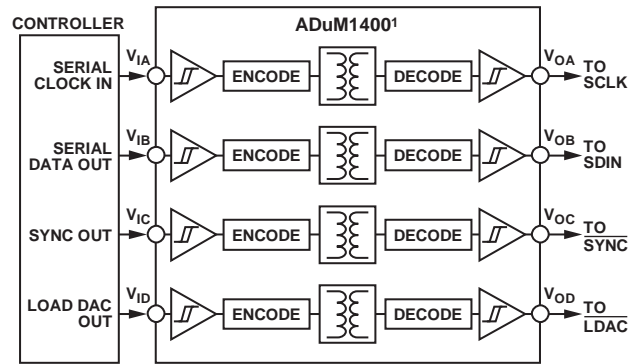 CONTROLLER
ADuM1400¹
SERIAL
CLOCK IN
V_IA
ENCODE
DECODE
V_OA
TO
SCLK
SERIAL
DATA OUT
V_IB
ENCODE
DECODE
V_OB
TO
SDIN
SYNC OUT
V_IC
ENCODE
DECODE
V_OC
TO
SYNC
LOAD DAC
OUT
V_ID
ENCODE
DECODE
V_OD
TO
LDAC